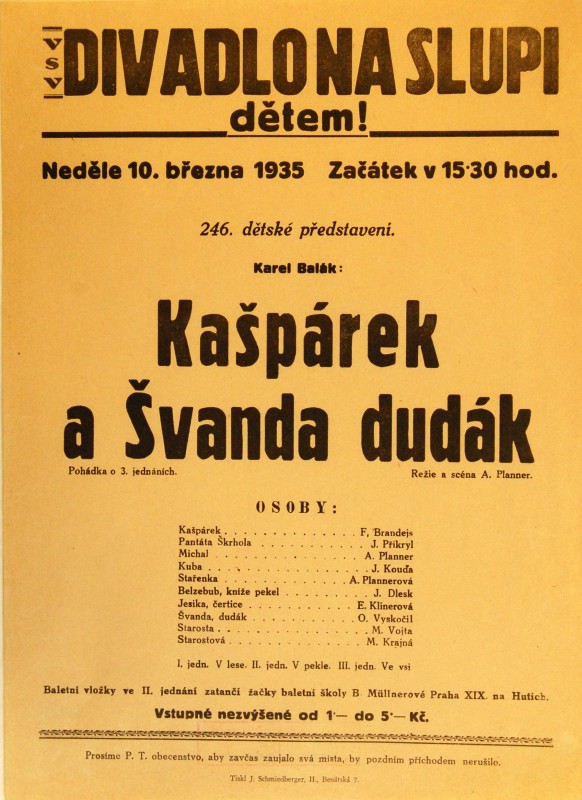 VSV DIVADLO NA SLUPI
dětem!
Neděle 10. března 1935 Začátek v 15·30 hod.
246. dětské představení.
Karel Balák:
Kašpárek
a Švanda dudák
Pohádka o 3. jednáních. Režie a scéna A. Planner.
OSOBY:
Kašpárek . . . . . . . . . . . . . . F, Brandejs
Pantáta Škrhola . . . . . . . . . . . J. Přikryl
Michal . . . . . . . . . . . . . . . A. Planner
Kuba . . . . . . . . . . . . . . . . J. Kouďa
Stařenka . . . . . . . . . . . . . A. Plannerová
Belzebub, kníže pekel . . . . . . . . . J. Dlesk
Jesika, čertice . . . . . . . . . . E. Klinerová
Švanda, dudák . . . . . . . . . . . O. Vyskočil
Starosta . . . . . . . . . . . . . . . M. Vojta
Starostová . . . . . . . . . . . . . M. Krajná
I. jedn. V lese. II. jedn. V pekle. III. jedn. Ve vsi
Baletní vložky ve II. jednání zatančí žačky baletní školy B. Müllnerové Praha XIX. na Hutích.
Vstupné nezvýšené od 1·— do 5·— Kč.
Prosíme P. T. obecenstvo, aby zavčas zaujalo svá místa, by pozdním příchodem nerušilo.
Tiskl J. Schmiedberger, II., Benátská 7.